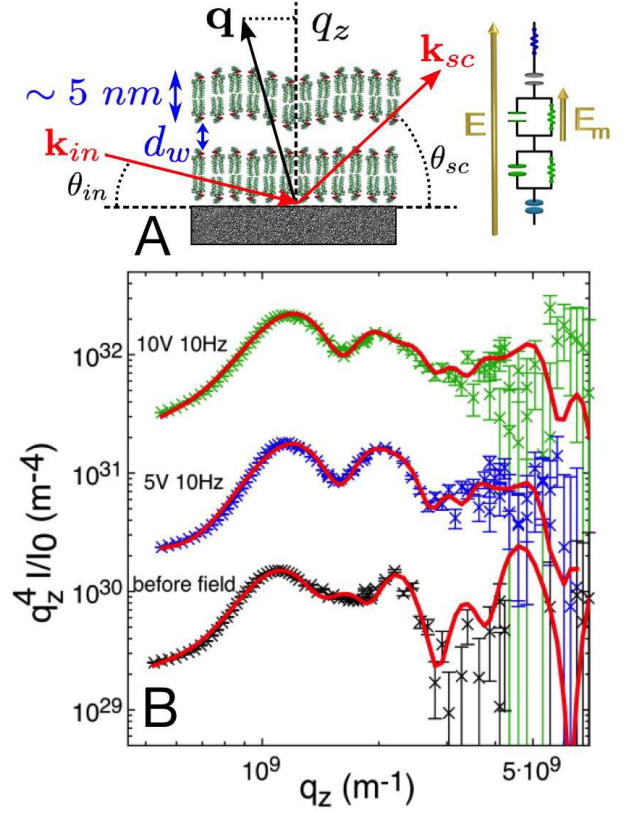 q
q_z
k_sc
~ 5 nm
d_w
k_in
θ_in
θ_sc
E
E_m
A
10V 10Hz
5V 10Hz
before field
B
10^32
10^31
10^30
10^29
q_z^4 I/I0 (m-4)
10^9
5·10^9
q_z (m-1)